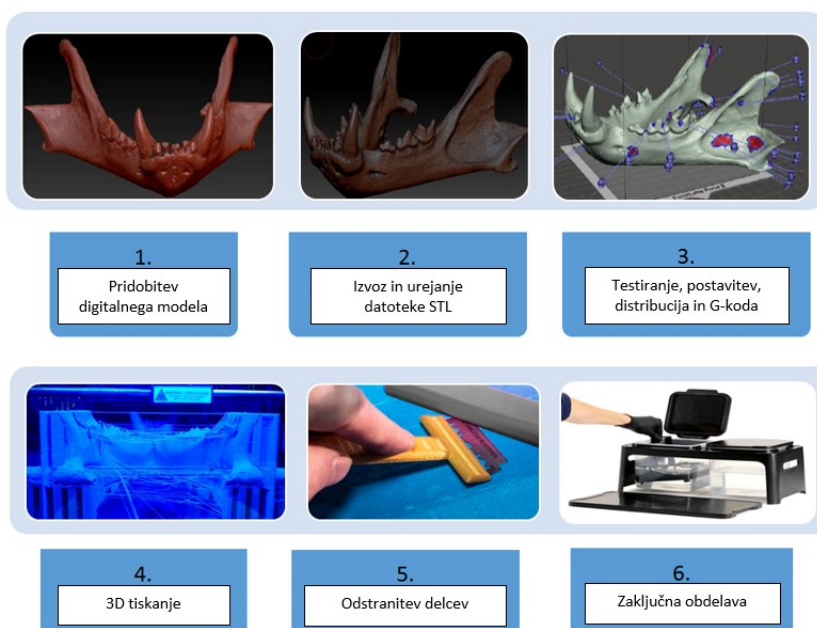 1.
Pridobitev
digitalnega modela
2.
Izvoz in urejanje
datoteke STL
3.
Testiranje, postavitev,
distribucija in G-koda
4.
3D tiskanje
5.
Odstranitev delcev
6.
Zaključna obdelava